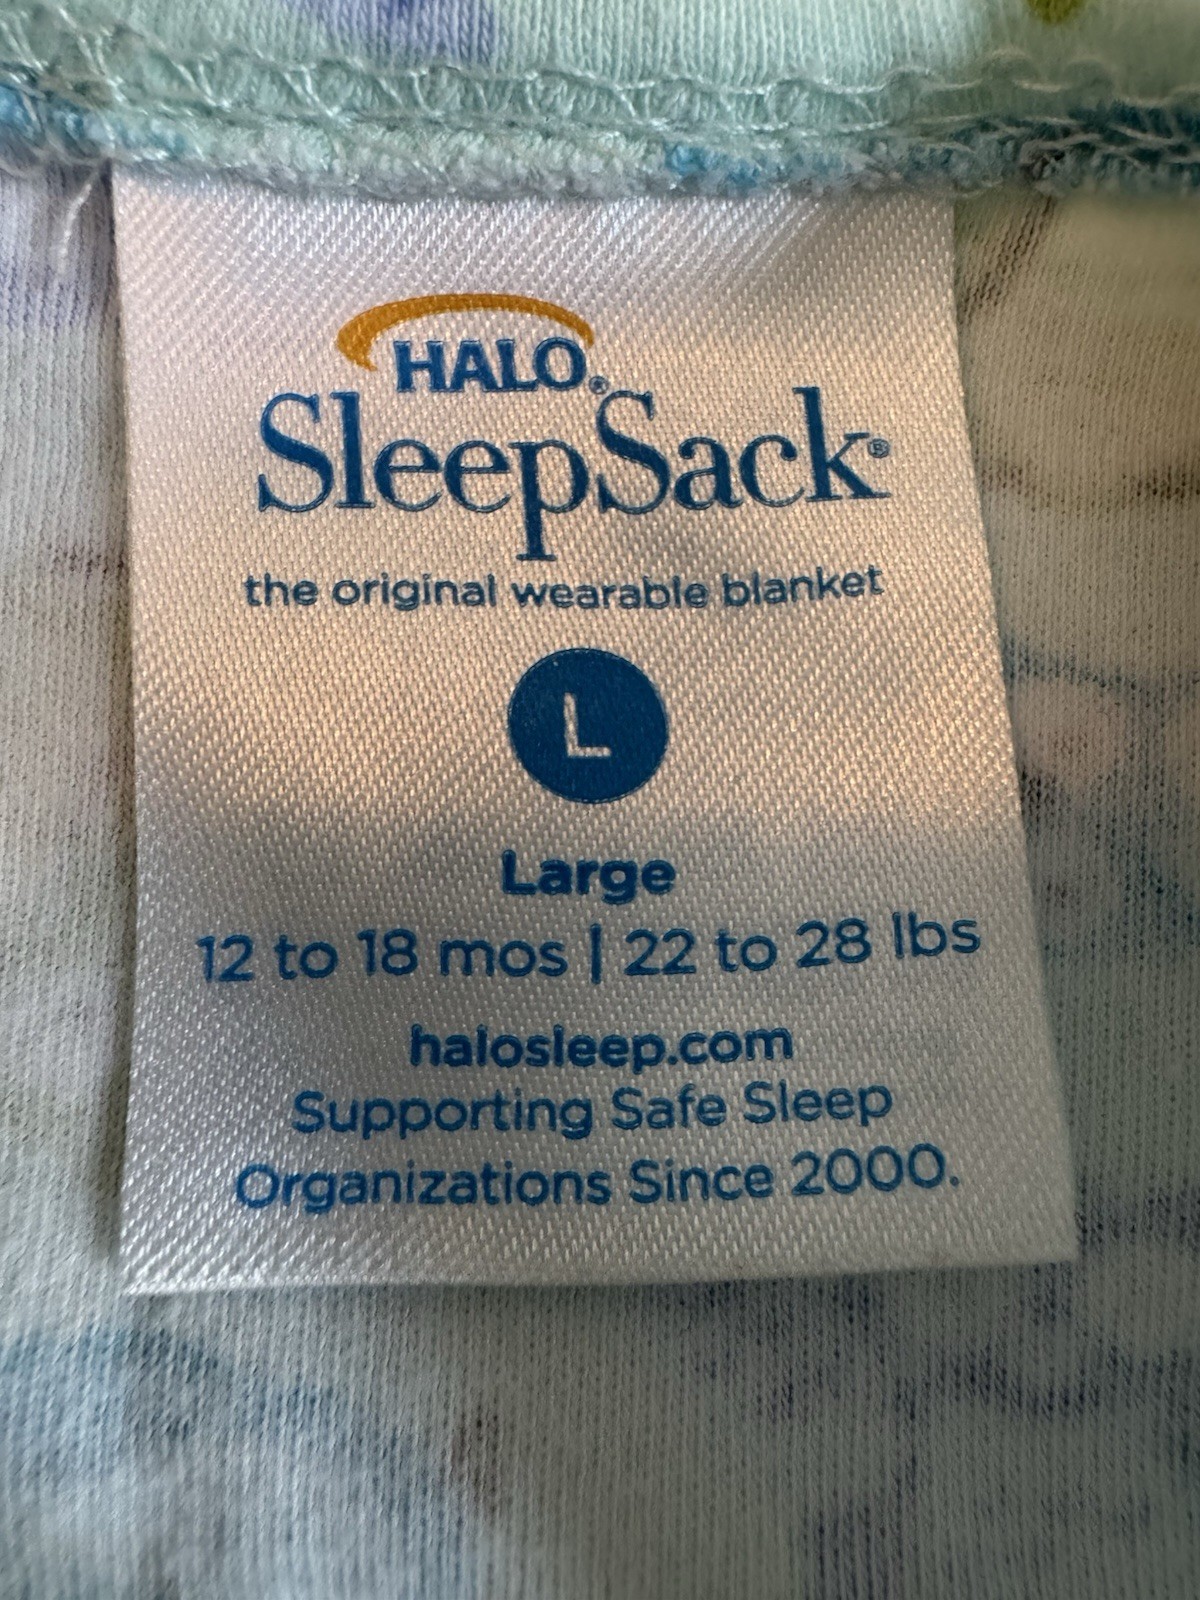 HALO®
SleepSack®
the original wearable blanket
L
Large
12 to 18 mos | 22 to 28 lbs
halosleep.com
Supporting Safe Sleep
Organizations Since 2000.